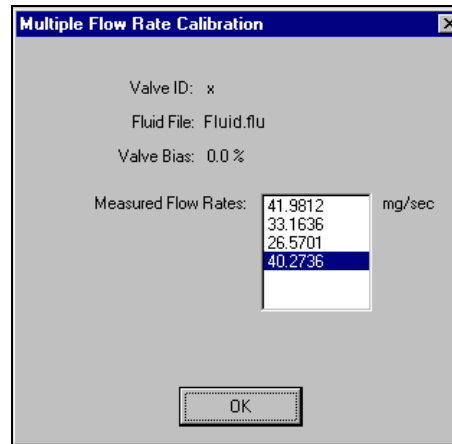 Multiple Flow Rate Calibration
Valve ID: x
Fluid File: Fluid.flu
Valve Bias: 0.0 %
Measured Flow Rates: 41.9812 mg/sec
33.1636
26.5701
40.2736
OK